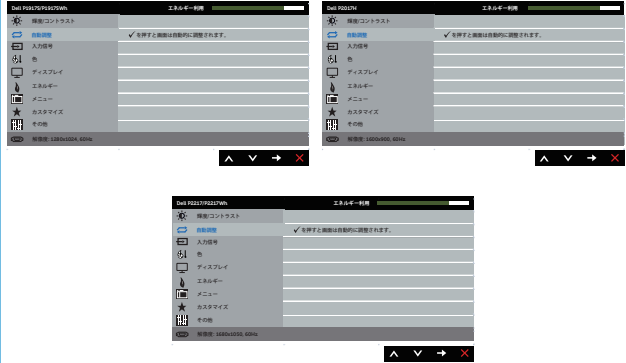 Dell P1917S/P1917SWh エネルギー利用
輝度/コントラスト
自動調整 ✓を押すと画面は自動的に調整されます。
入力信号
色
ディスプレイ
エネルギー
メニュー
カスタマイズ
その他
解像度: 1280x1024, 60Hz
Dell P2017H エネルギー利用
輝度/コントラスト
自動調整 ✓を押すと画面は自動的に調整されます。
入力信号
色
ディスプレイ
エネルギー
メニュー
カスタマイズ
その他
解像度: 1600x900, 60Hz
Dell P2217/P2217Wh エネルギー利用
輝度/コントラスト
自動調整 ✓を押すと画面は自動的に調整されます。
入力信号
色
ディスプレイ
エネルギー
メニュー
カスタマイズ
その他
解像度: 1680x1050, 60Hz